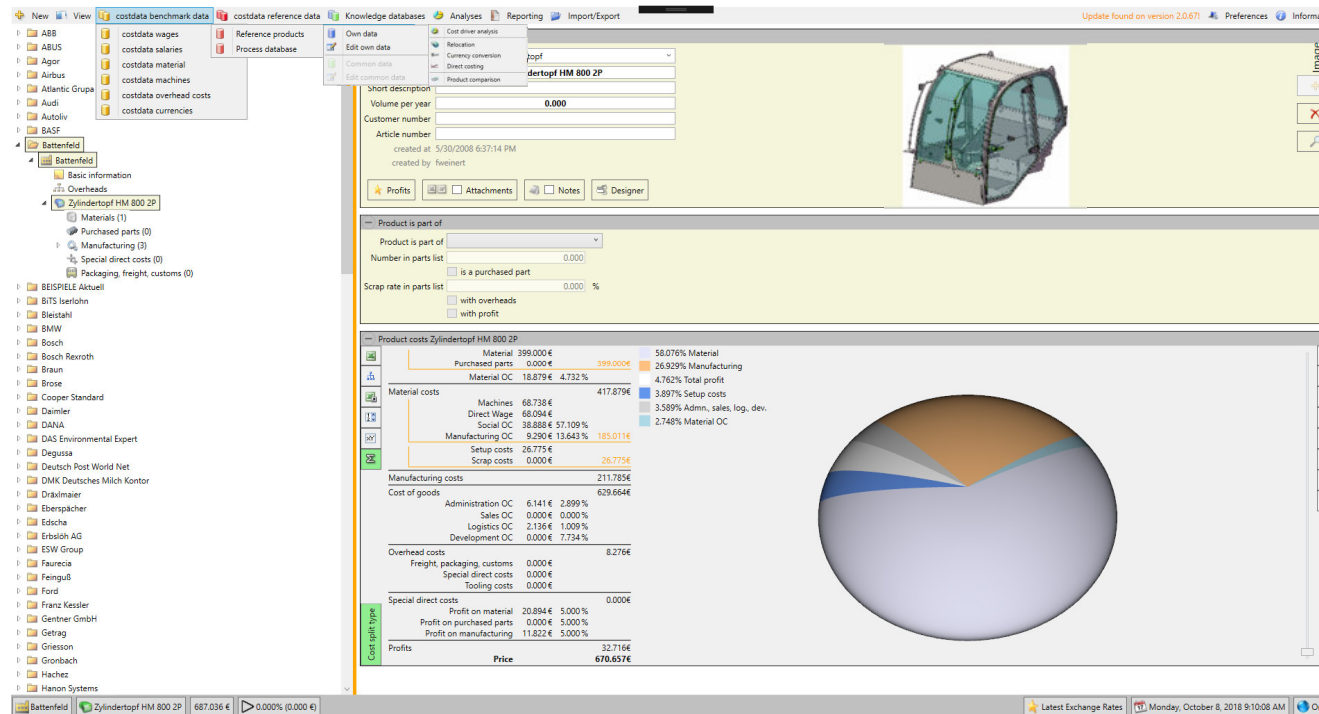 New View costdata benchmark data costdata reference data Knowledge databases Analyses Reporting Import/Export Update found on version 2.0.67! Preferences
costdata wages
costdata salaries
costdata material
costdata machines
costdata overhead costs
costdata currencies
Reference products
Process database
Own data
Edit own data
Common data
Edit common data
Cost driver analysis
Relocation
Currency conversion
Direct costing
Product comparison
ABB
ABUS
Agor
Airbus
Atlantic Grupa
Audi
Autoliv
BASF
Battenfeld
Battenfeld
Basic information
Overheads
Zylindertopf HM 800 2P
Materials (1)
Purchased parts (0)
Manufacturing (3)
Special direct costs (0)
Packaging, freight, customs (0)
BEISPIELE Aktuell
BiTS Iserlohn
Bleistahl
BMW
Bosch
Bosch Rexroth
Braun
Brose
Cooper Standard
Daimler
DANA
DAS Environmental Expert
Degussa
Deutsch Post World Net
DMK Deutsches Milch Kontor
Dräxlmaier
Eberspächer
Edscha
Erbslöh AG
ESW Group
Faurecia
Feinguß
Ford
Franz Kessler
Gentner GmbH
Getrag
Griesson
Gronbach
Hachez
Hanon Systems
HM 800 2P
Short description
Volume per year 0.000
Customer number
Article number
created at 5/30/2008 6:37:14 PM
created by fweinert
Profits Attachments Notes Designer
Image
Product is part of
Product is part of
Number in parts list 0.000
is a purchased part
Scrap rate in parts list 0.000 %
with overheads
with profit
Product costs Zylindertopf HM 800 2P
Material 399.000 €
Purchased parts 0.000 € 399.000€
Material OC 18.879 € 4.732 %
Material costs 417.879€
Machines 68.738 €
Direct Wage 68.094 €
Social OC 38.888 € 57.109 %
Manufacturing OC 9.290 € 13.643 % 185.011€
Setup costs 26.775 €
Scrap costs 0.000 € 26.775€
Manufacturing costs 211.785€
Cost of goods 629.664€
Administration OC 6.141 € 2.899 %
Sales OC 0.000 € 0.000 %
Logistics OC 2.136 € 1.009 %
Development OC 0.000 € 7.734 %
Overhead costs 8.276€
Freight, packaging, customs 0.000 €
Special direct costs 0.000 €
Tooling costs 0.000 €
Special direct costs 0.000€
Profit on material 20.894 € 5.000 %
Profit on purchased parts 0.000 € 5.000 %
Profit on manufacturing 11.822 € 5.000 %
Profits 32.716€
Price 670.657€
Cost split type
58.076% Material
26.929% Manufacturing
4.762% Total profit
3.897% Setup costs
3.589% Admn., sales, log., dev.
2.748% Material OC
Battenfeld Zylindertopf HM 800 2P 687.036 € 0.000% (0.000 €) Latest Exchange Rates Monday, October 8, 2018 9:10:08 AM